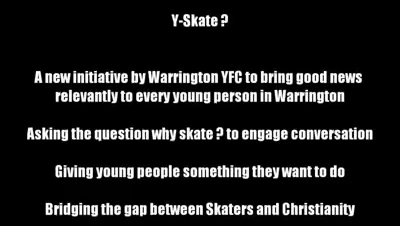 Y-Skate ?
A new initiative by Warrington YFC to bring good news
relevantly to every young person in Warrington
Asking the question why skate ? to engage conversation
Giving young people something they want to do
Bridging the gap between Skaters and Christianity